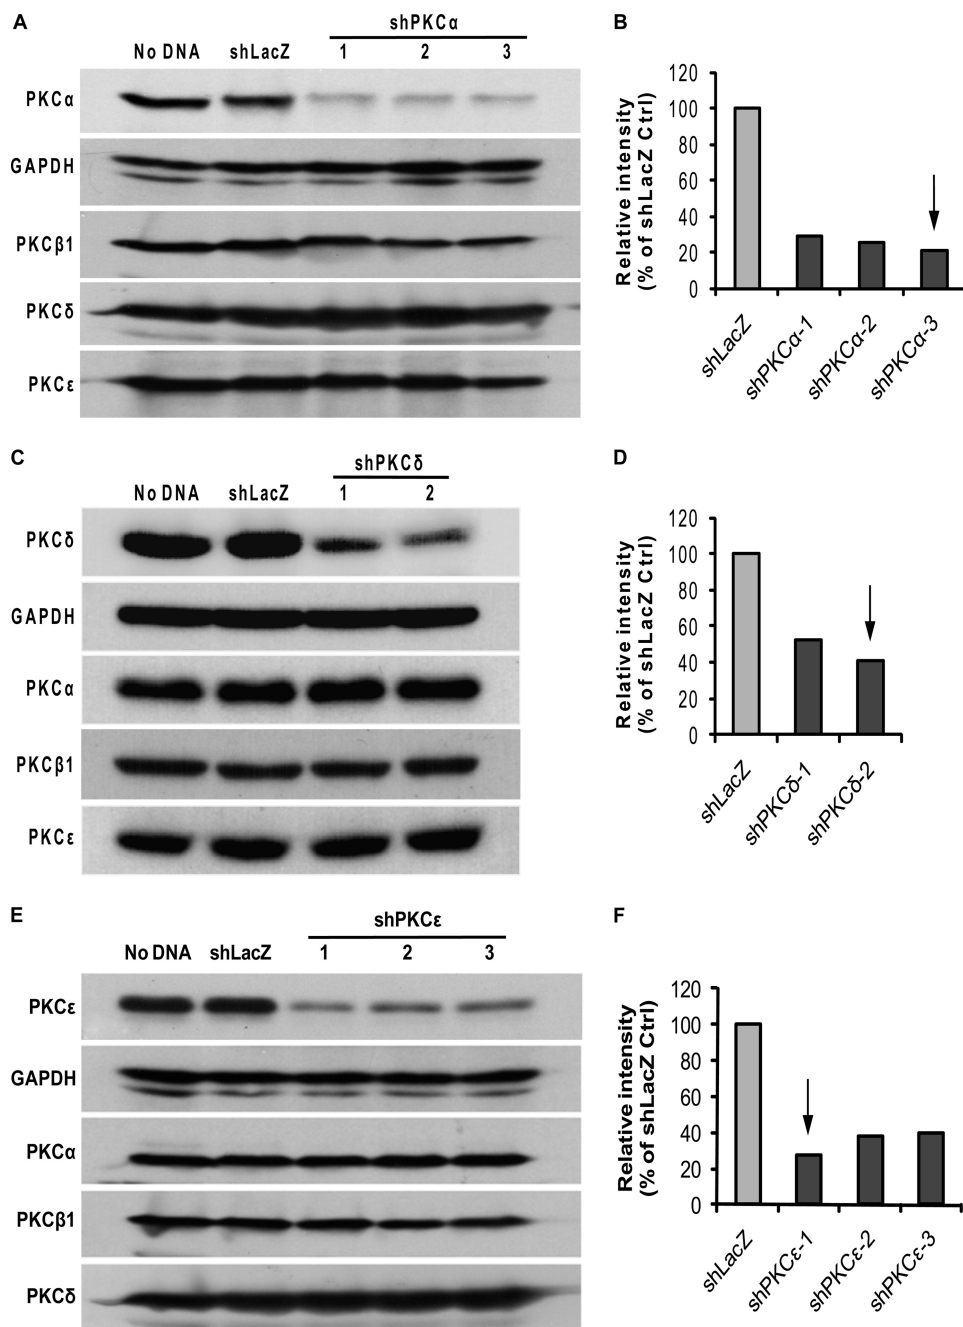 A
shPKCα
No DNA shLacZ 1 2 3
PKCα
GAPDH
PKCβ1
PKCδ
PKCε
B
Relative intensity
(% of shLacZ Ctrl)
120
100
80
60
40
20
0
shLacZ
shPKCα-1
shPKCα-2
shPKCα-3
C
shPKCδ
No DNA shLacZ 1 2
PKCδ
GAPDH
PKCα
PKCβ1
PKCε
D
Relative intensity
(% of shLacZ Ctrl)
120
100
80
60
40
20
0
shLacZ
shPKCδ-1
shPKCδ-2
E
shPKCε
No DNA shLacZ 1 2 3
PKCε
GAPDH
PKCα
PKCβ1
PKCδ
F
Relative intensity
(% of shLacZ Ctrl)
120
100
80
60
40
20
0
shLacZ
shPKCε-1
shPKCε-2
shPKCε-3